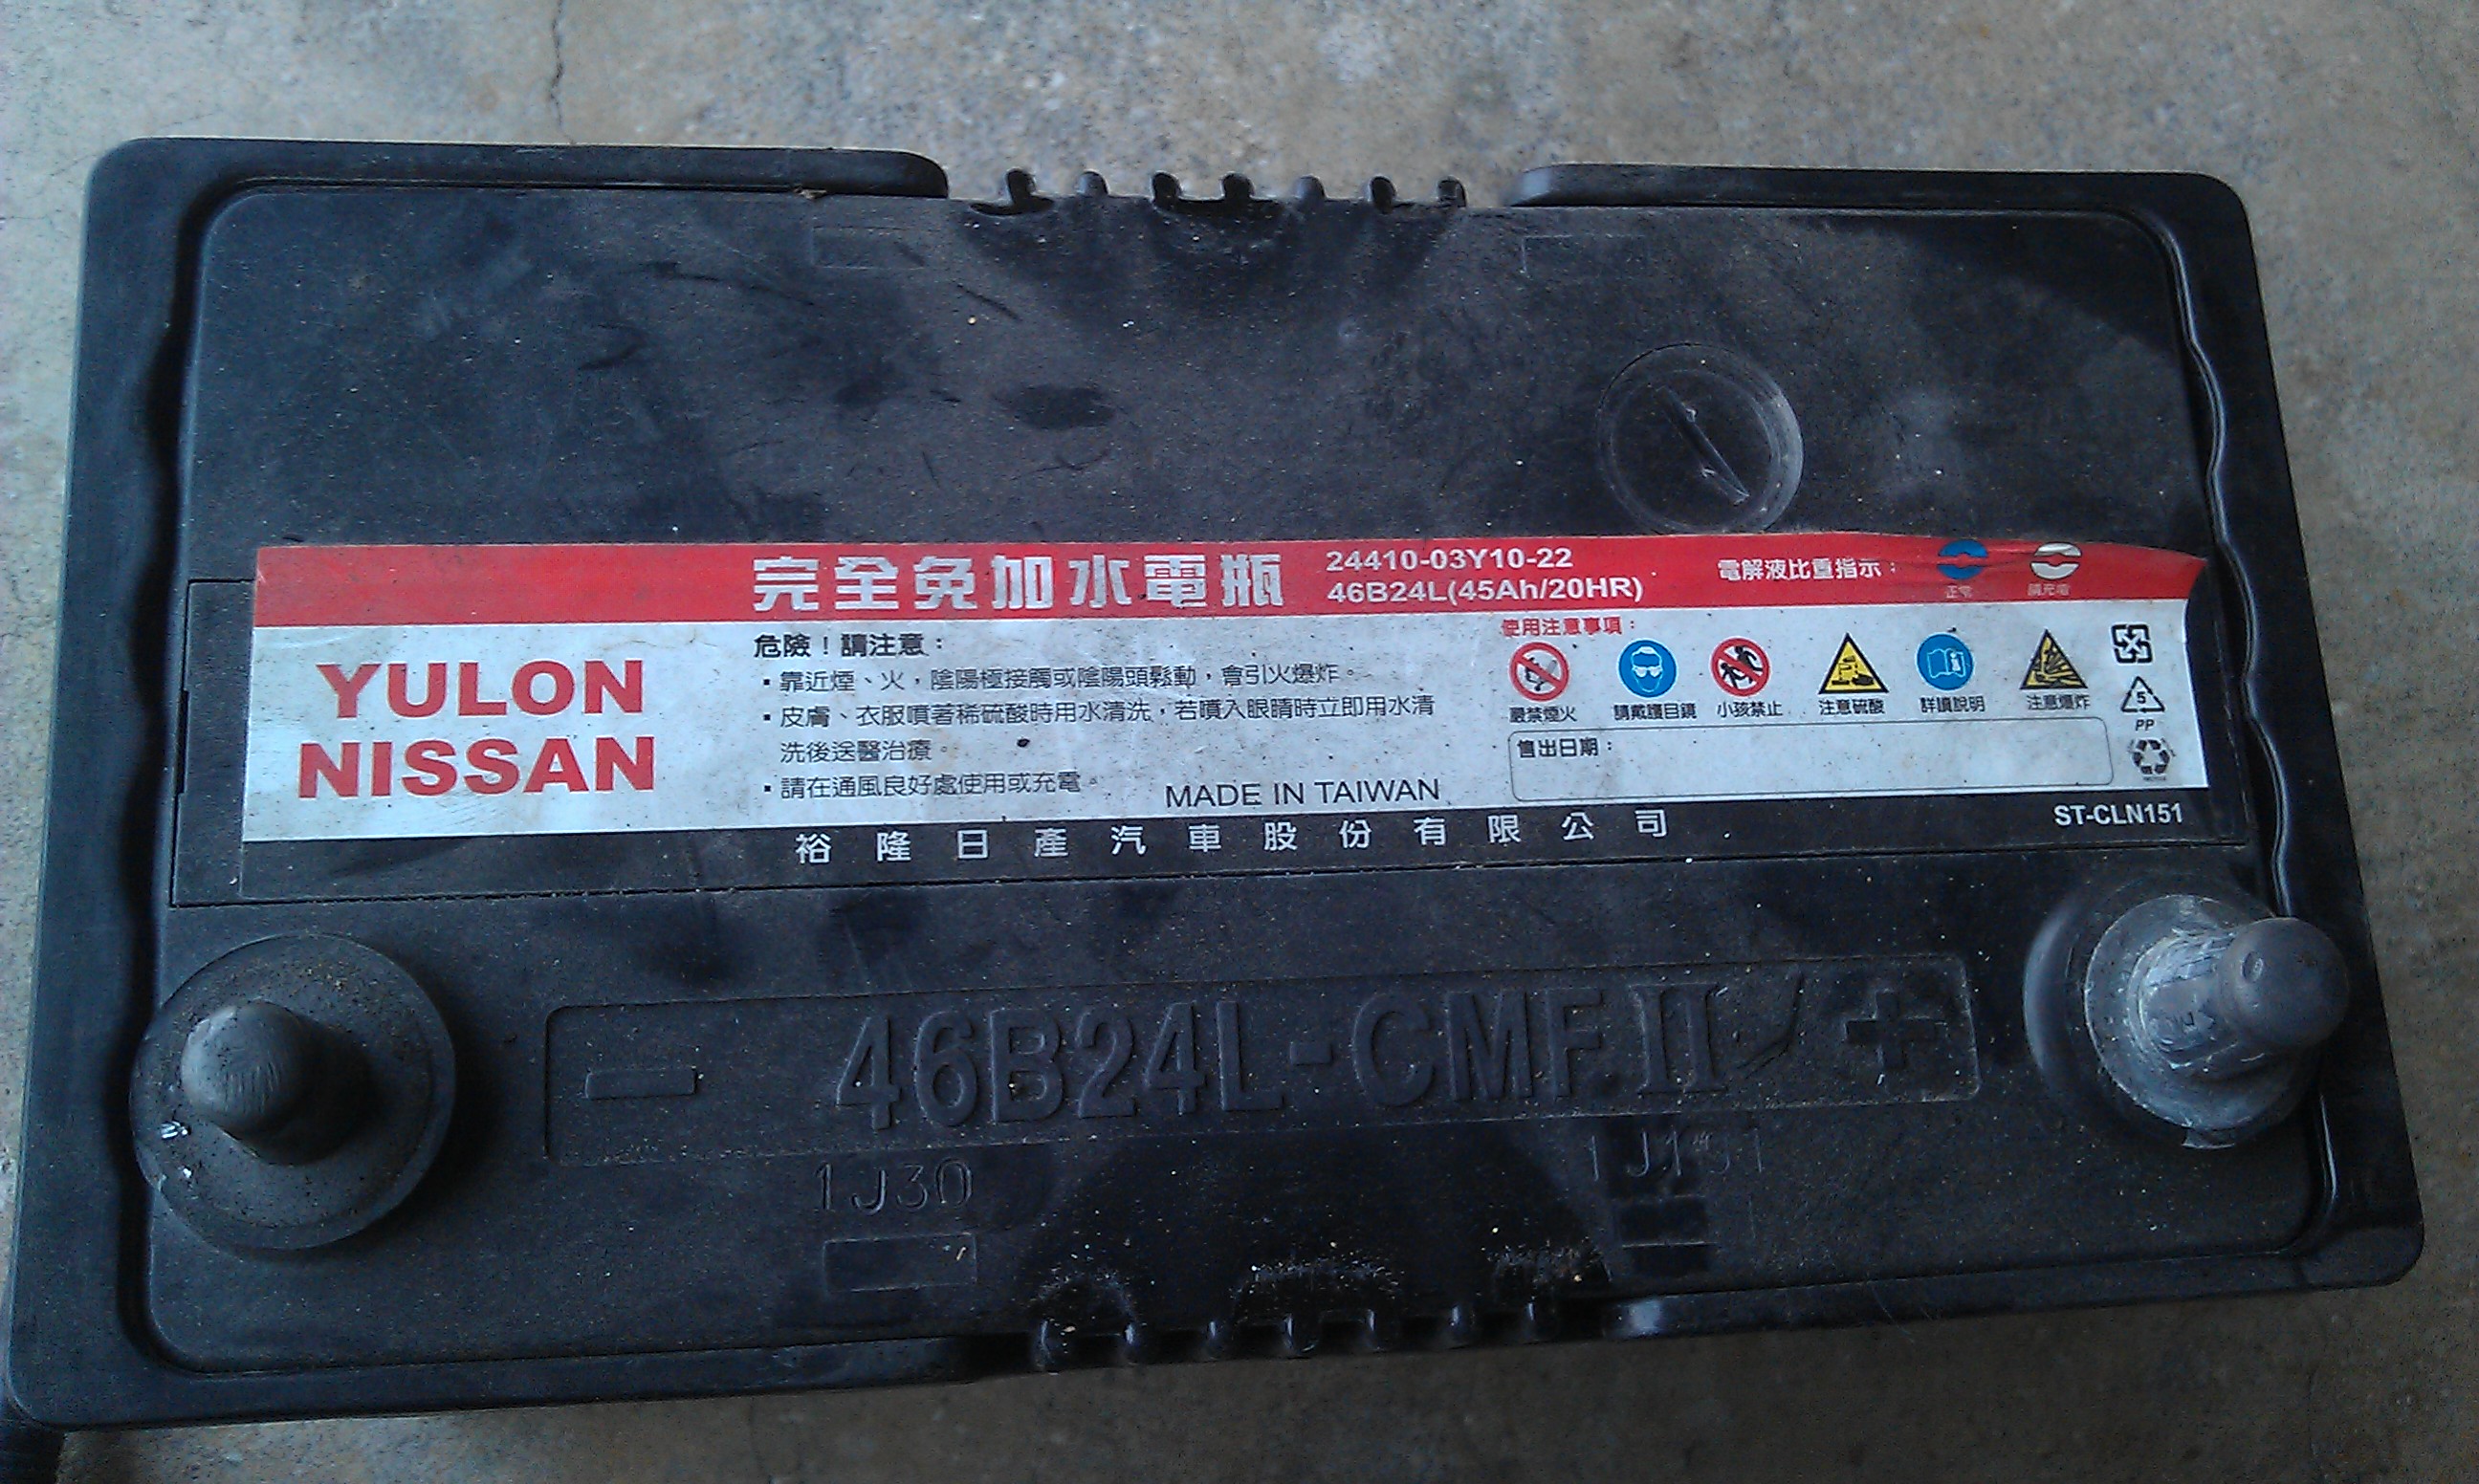 完全免加水電瓶
24410-03Y10-22
46B24L(45Ah/20HR)
電解液比重指示：
正常
請充電
YULON
NISSAN
危險！請注意：
▪ 靠近煙、火，陰陽極接觸或陰陽頭鬆動，會引火爆炸。
▪ 皮膚、衣服噴著稀硫酸時用水清洗，若噴入眼睛時立即用水清
洗後送醫治療。
▪ 請在通風良好處使用或充電。
MADE IN TAIWAN
使用注意事項：
嚴禁煙火
請戴護目鏡
小孩禁止
注意硫酸
詳讀說明
注意爆炸
售出日期：
5
PP
裕隆日產汽車股份有限公司
ST-CLN151
− 46B24L-CMF II +
1J30